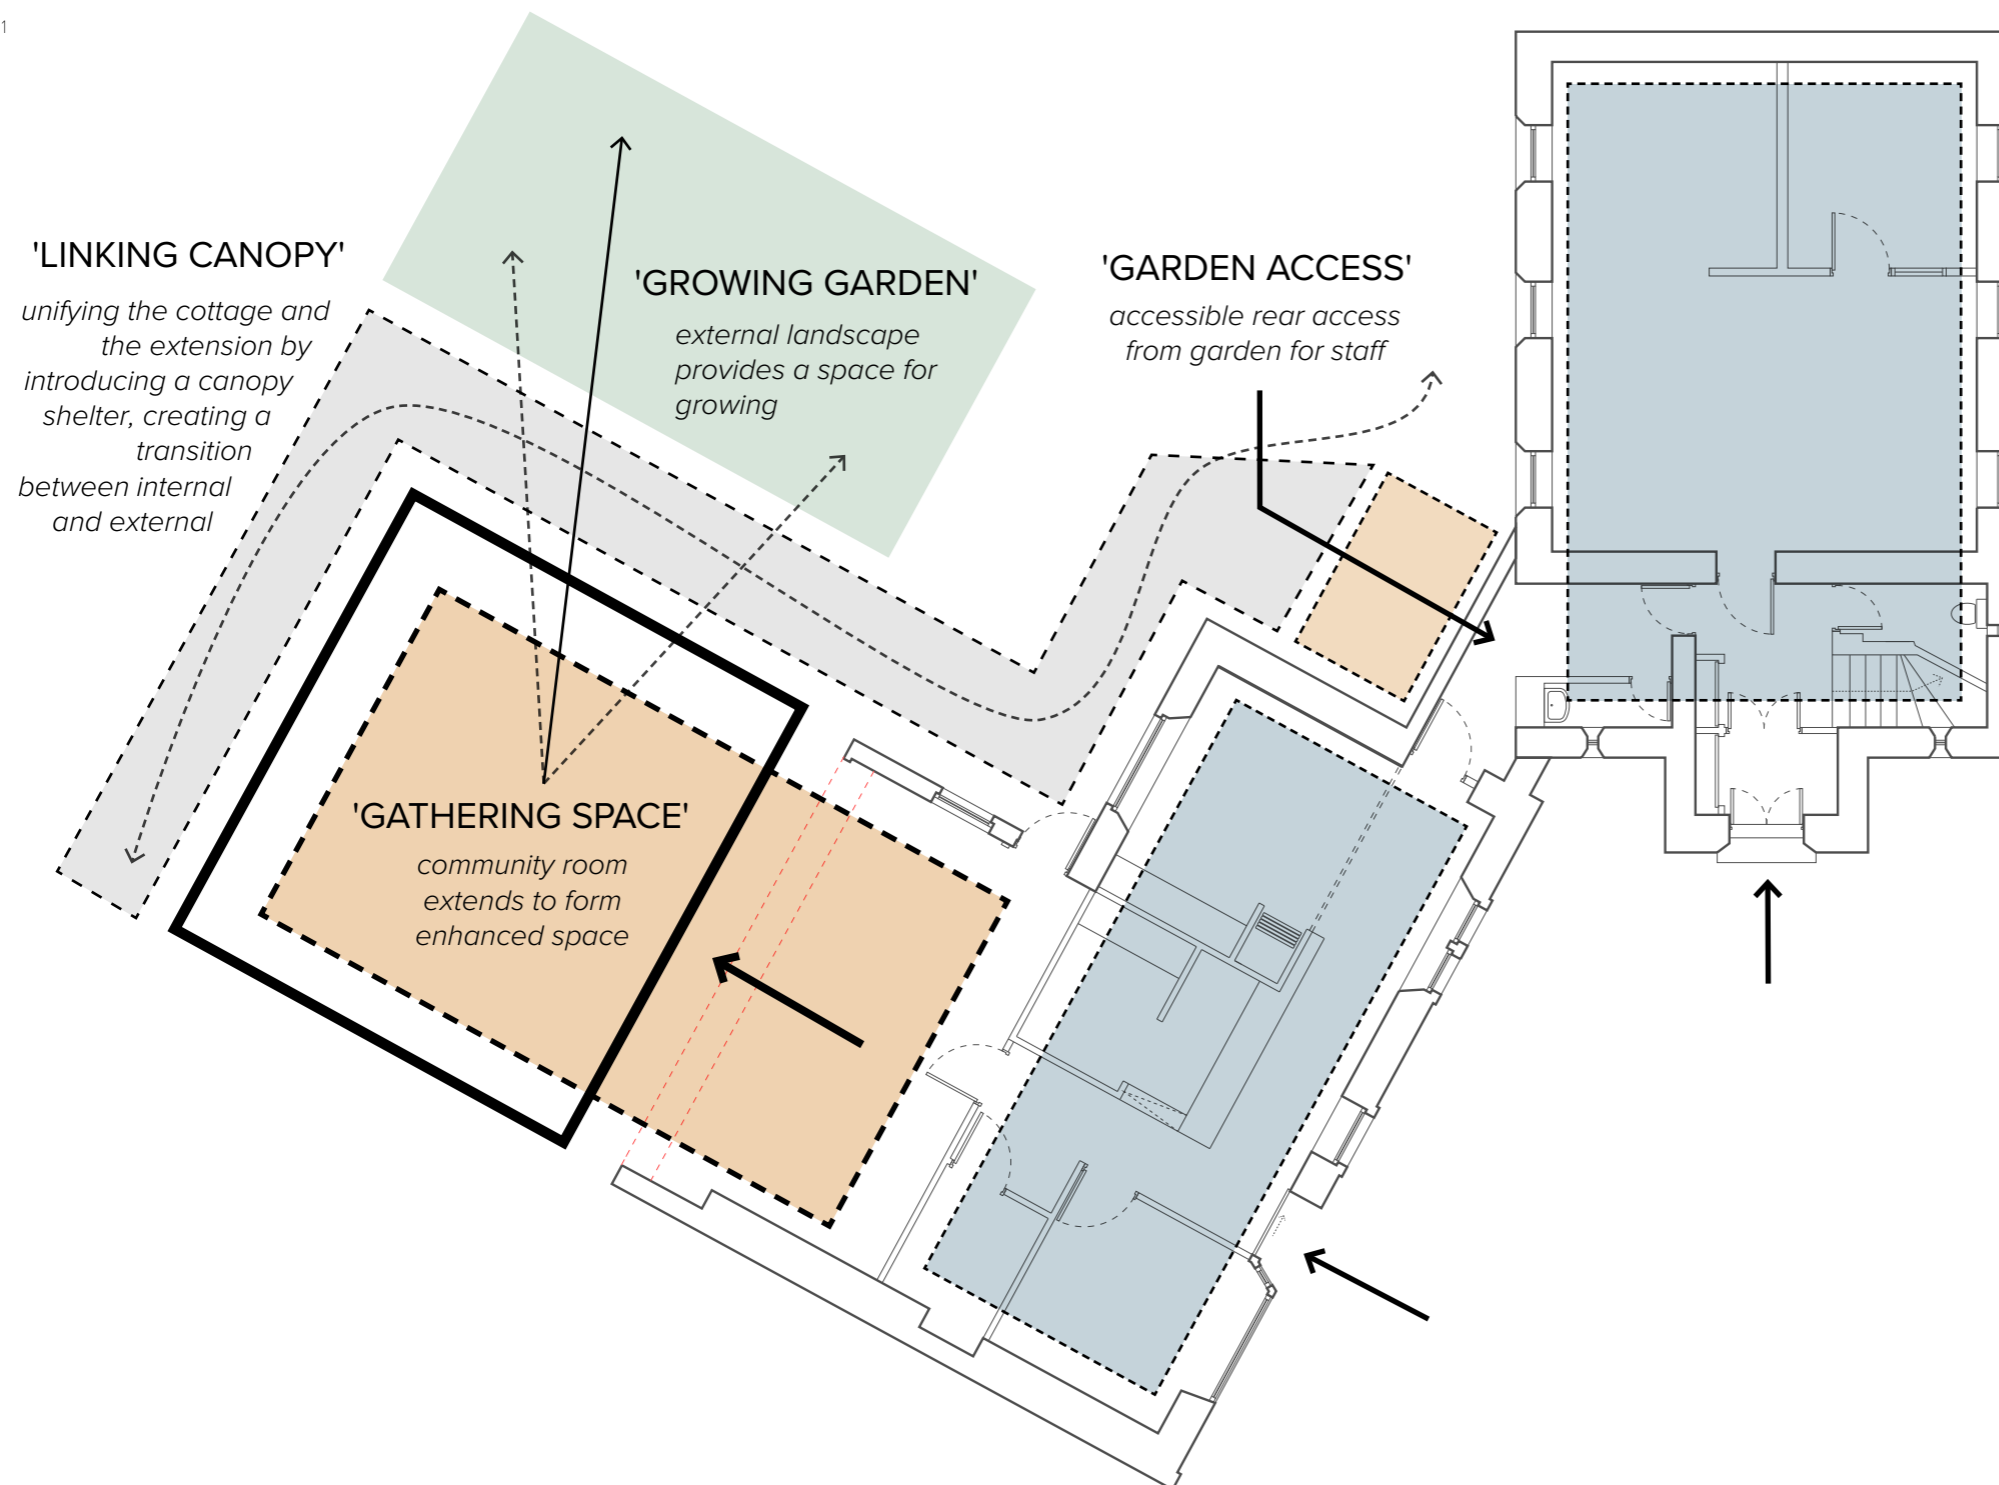 1
'LINKING CANOPY'
unifying the cottage and
the extension by
introducing a canopy
shelter, creating a
transition
between internal
and external
'GROWING GARDEN'
external landscape
provides a space for
growing
'GARDEN ACCESS'
accessible rear access
from garden for staff
'GATHERING SPACE'
community room
extends to form
enhanced space